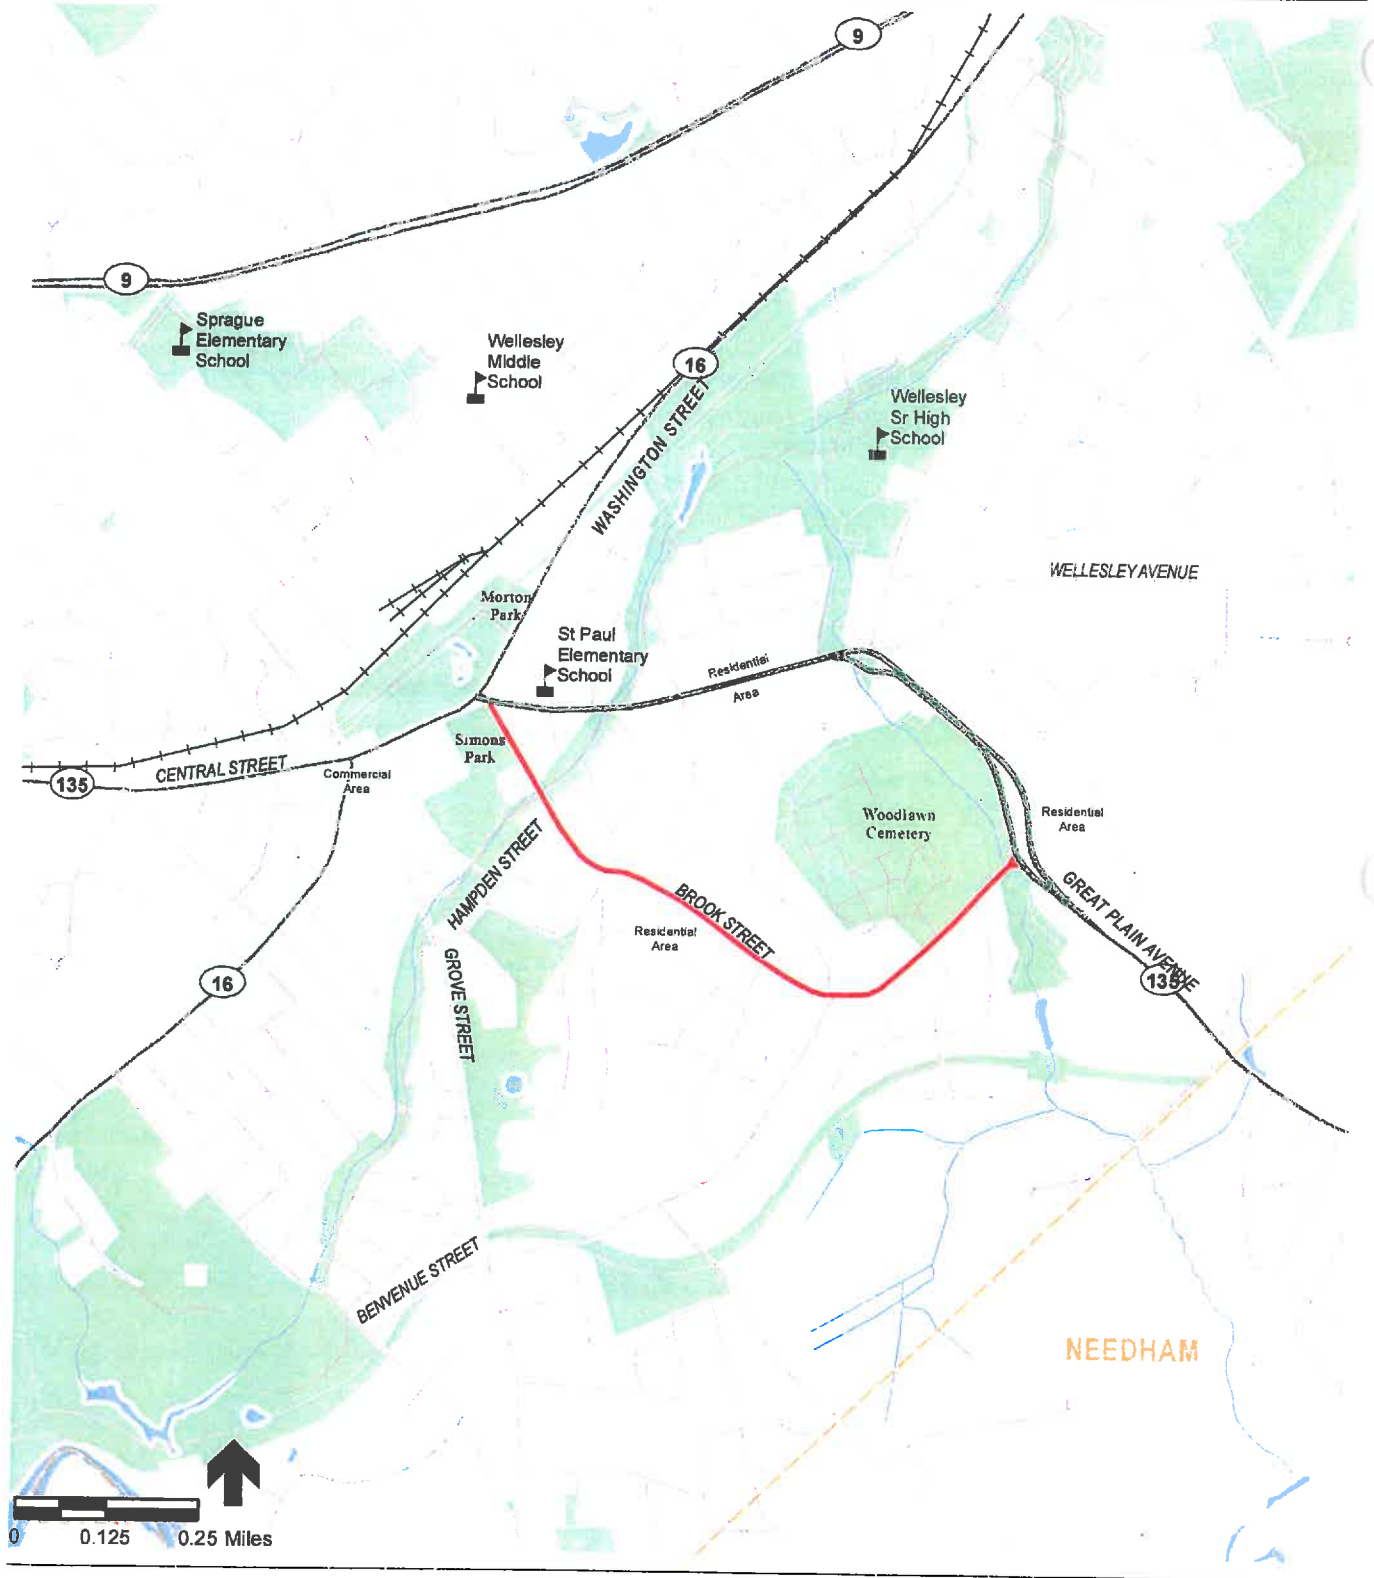 9
9
Sprague
Elementary
School
Wellesley
Middle
School
16
WASHINGTON STREET
Wellesley
Sr High
School
WELLESLEY AVENUE
Morton
Park
St Paul
Elementary
School
Residential
Area
Simons
Park
CENTRAL STREET
135
Commercial
Area
Woodlawn
Cemetery
Residential
Area
HAMPDEN STREET
BROOK STREET
Residential
Area
GREAT PLAIN AVENUE
135
GROVE STREET
16
BENVENUE STREET
NEEDHAM
0 0.125 0.25 Miles